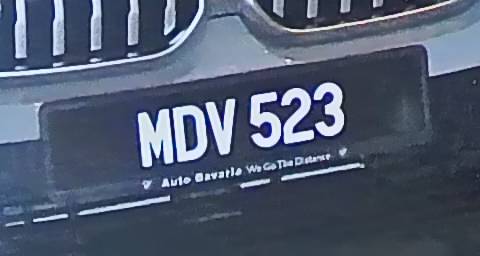 MDV 523
Auto Bavaria We Go The Distance